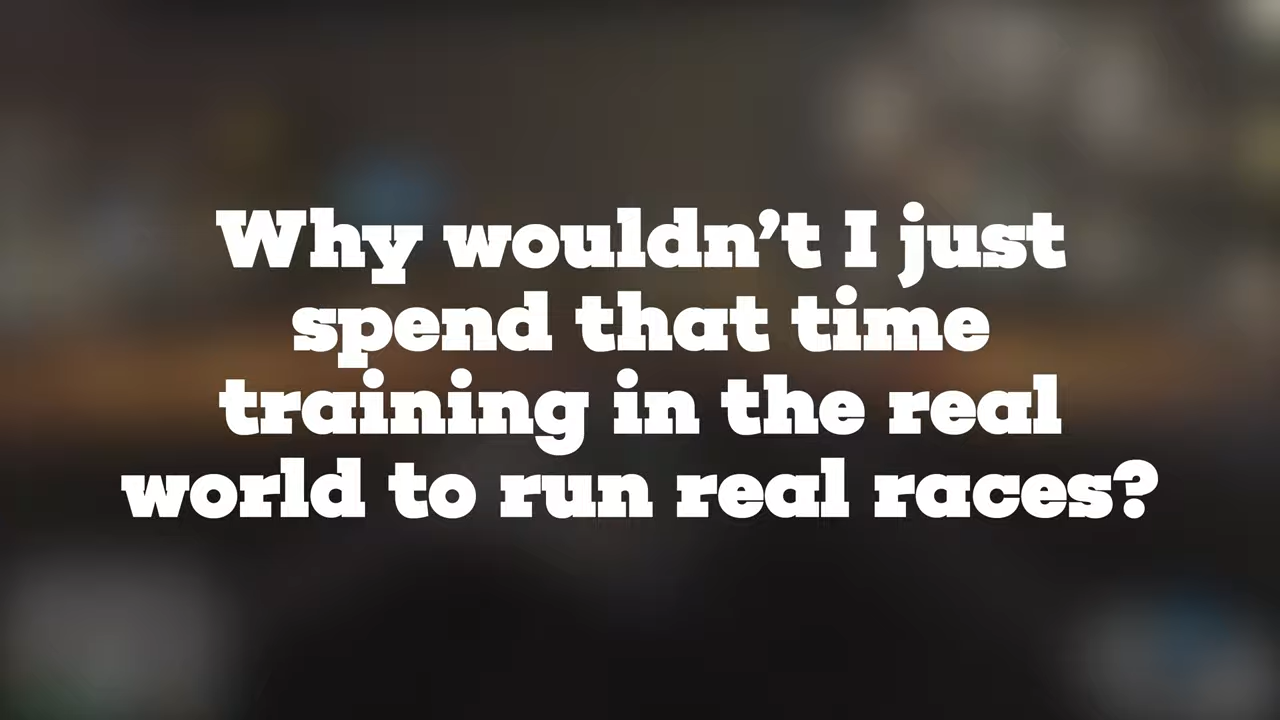 Why wouldn’t I just
spend that time
training in the real
world to run real races?